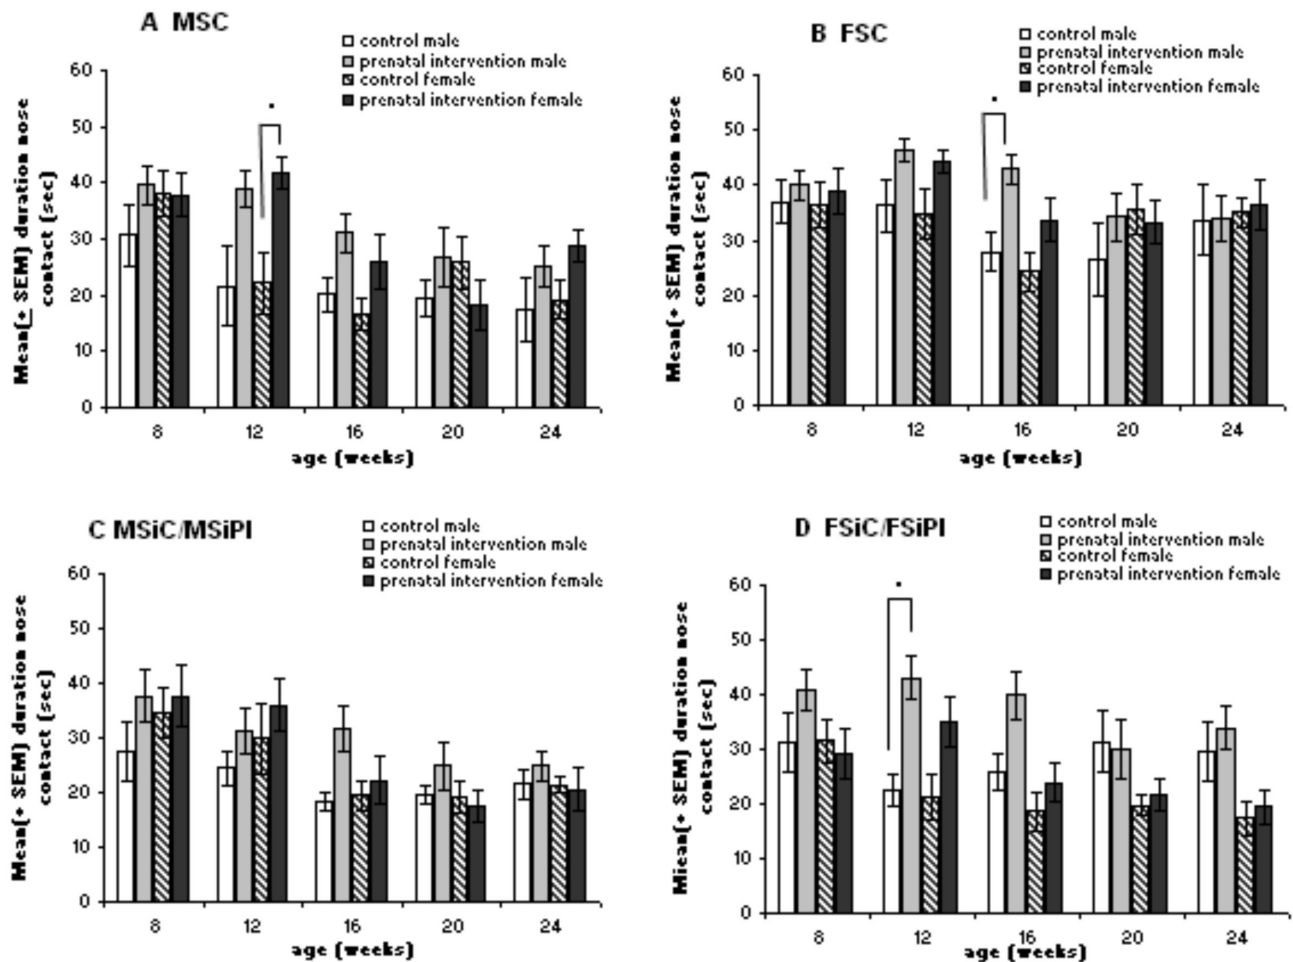 A MSC
control male
prenatal intervention male
control female
prenatal intervention female
Mean(+ SEM) duration nose
contact (sec)
60
50
40
30
20
10
0
8 12 16 20 24
age (weeks)
B FSC
control male
prenatal intervention male
control female
prenatal intervention female
Mean(+ SEM) duration nose
contact (sec)
60
50
40
30
20
10
0
8 12 16 20 24
age (weeks)
C MSiC/MSiPI
control male
prenatal intervention male
control female
prenatal intervention female
Mean(+ SEM) duration nose
contact (sec)
60
50
40
30
20
10
0
8 12 16 20 24
age (weeks)
D FSiC/FSiPI
control male
prenatal intervention male
control female
prenatal intervention female
Miean(+ SEM) duration nose
contact (sec)
60
50
40
30
20
10
0
8 12 16 20 24
age (weeks)